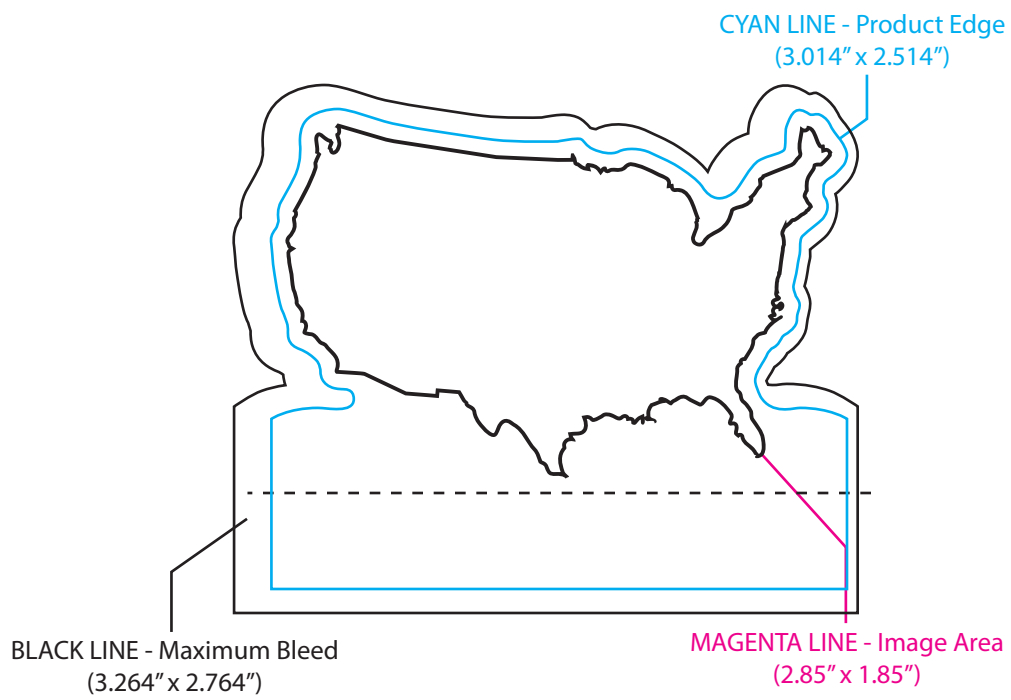 CYAN LINE - Product Edge
(3.014” x 2.514”)
BLACK LINE - Maximum Bleed
(3.264” x 2.764”)
MAGENTA LINE - Image Area
(2.85” x 1.85”)